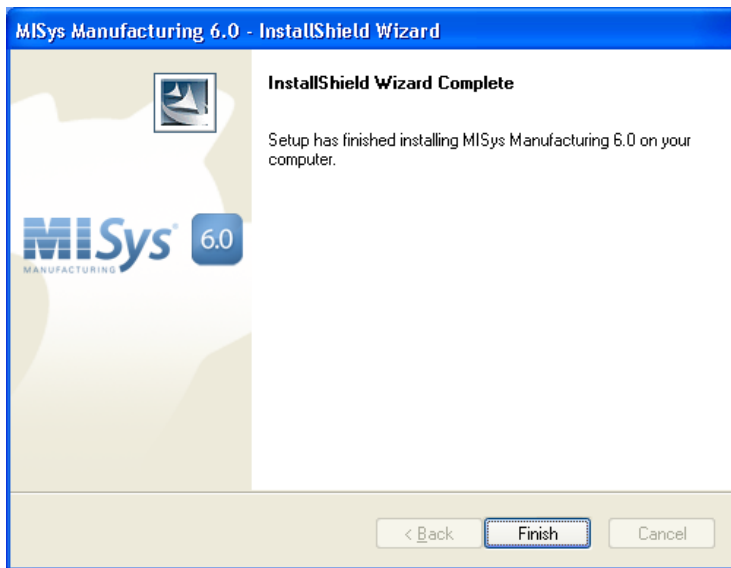 MISys Manufacturing 6.0 - InstallShield Wizard
InstallShield Wizard Complete
Setup has finished installing MISys Manufacturing 6.0 on your
computer.
MISys® 6.0
MANUFACTURING
< Back Finish Cancel